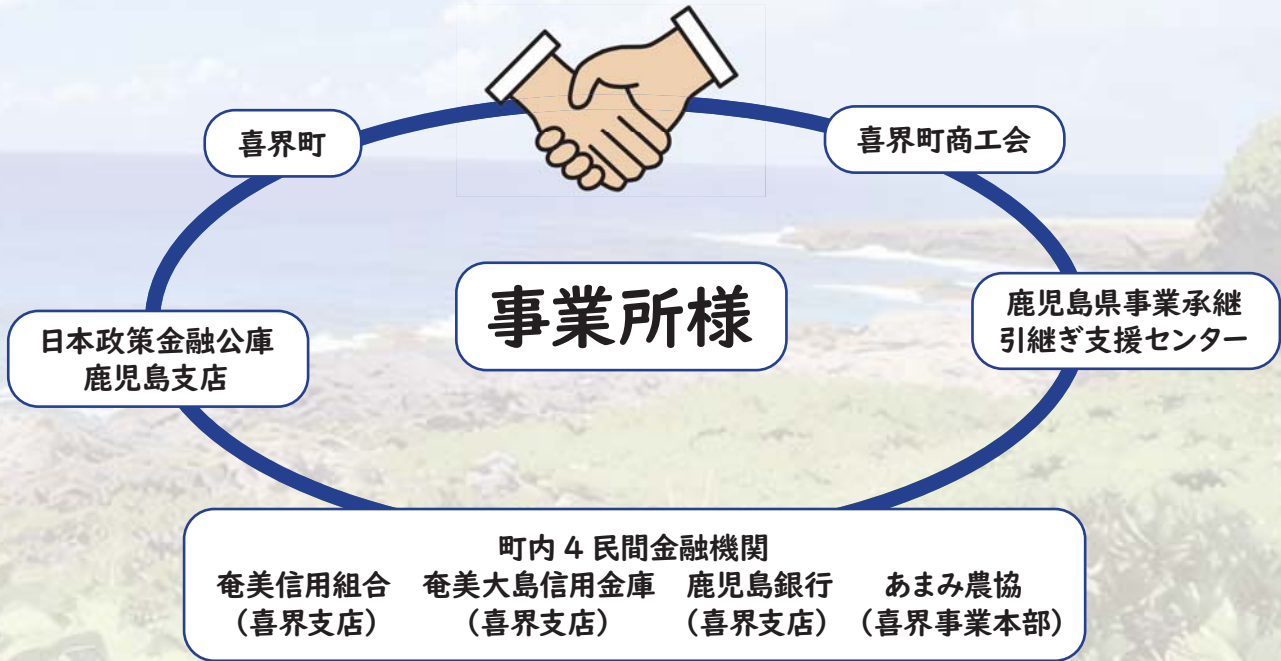 喜界町
喜界町商工会
事業所様
日本政策金融公庫
鹿児島支店
鹿児島県事業承継
引継ぎ支援センター
町内4民間金融機関
奄美信用組合 奄美大島信用金庫 鹿児島銀行 あまみ農協
(喜界支店) (喜界支店) (喜界支店) (喜界事業本部)